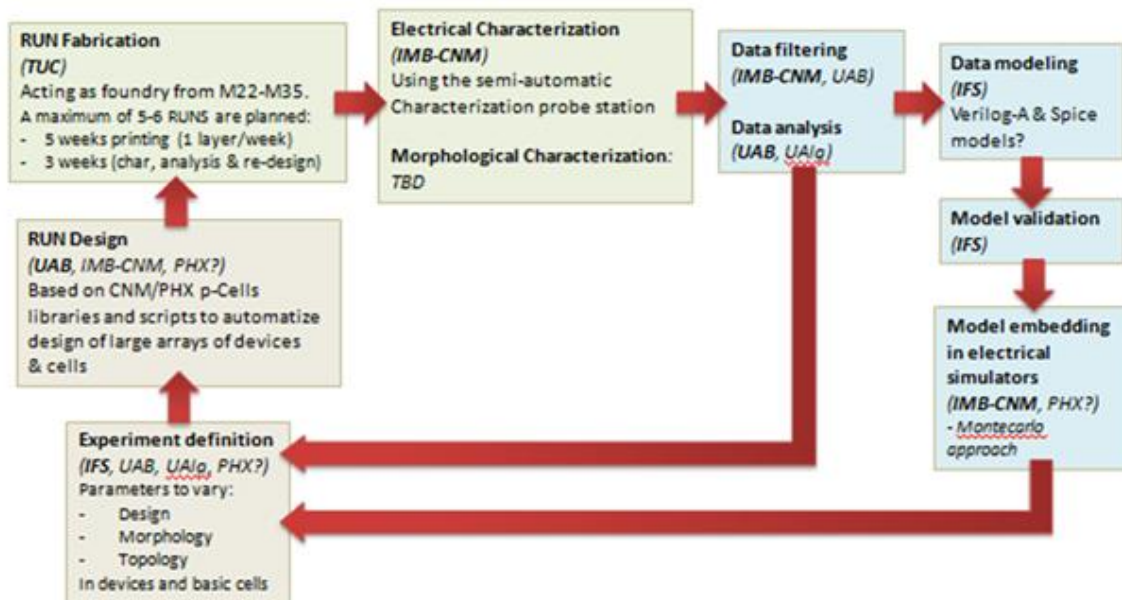 RUN Fabrication
(TUC)
Acting as foundry from M22-M35.
A maximum of 5-6 RUNS are planned:
- 5 weeks printing (1 layer/week)
- 3 weeks (char, analysis & re-design)
Electrical Characterization
(IMB-CNM)
Using the semi-automatic
Characterization probe station
Morphological Characterization:
TBD
Data filtering
(IMB-CNM, UAB)
Data analysis
(UAB, UAlg)
Data modeling
(IFS)
Verilog-A & Spice
models?
Model validation
(IFS)
Model embedding
in electrical
simulators
(IMB-CNM, PHX?)
- Montecarlo
approach
RUN Design
(UAB, IMB-CNM, PHX?)
Based on CNM/PHX p-Cells
libraries and scripts to automatize
design of large arrays of devices
& cells
Experiment definition
(IFS, UAB, UAlg, PHX?)
Parameters to vary:
- Design
- Morphology
- Topology
In devices and basic cells